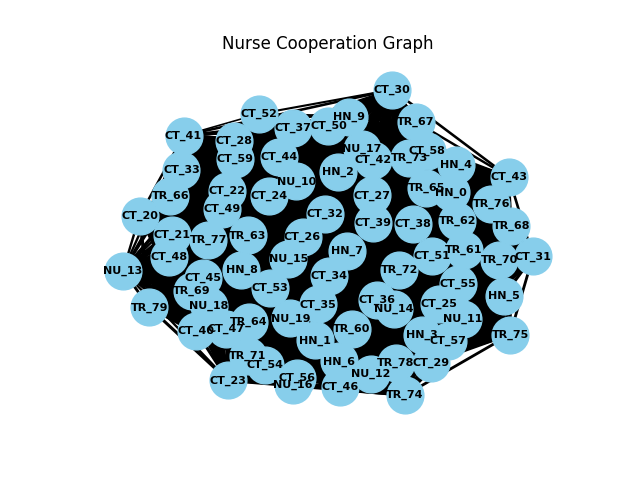 Nurse Cooperation Graph
CT_30
CT_52
HN_9
TR_67
CT_50
CT_37
CT_41
CT_28
CT_58
NU_17
CT_44
CT_59
TR_73
CT_42
HN_4
CT_33
HN_2
CT_43
NU_10
TR_65
CT_22
HN_0
TR_66
CT_24
CT_27
TR_76
CT_49
CT_32
CT_20
TR_62
CT_39
CT_38
TR_68
CT_21
TR_63
CT_26
TR_77
TR_61
HN_7
CT_51
CT_31
CT_48
NU_15
TR_70
NU_13
HN_8
TR_72
CT_34
CT_45
CT_55
CT_53
TR_69
HN_5
CT_36
CT_35
CT_25
NU_18
TR_79
NU_14
NU_19
NU_11
TR_64
CT_47
TR_60
HN_3
TR_75
HN_1
CT_57
TR_71
HN_6
TR_78
CT_29
CT_54
NU_12
CT_56
CT_23
NU_16
CT_46
TR_74